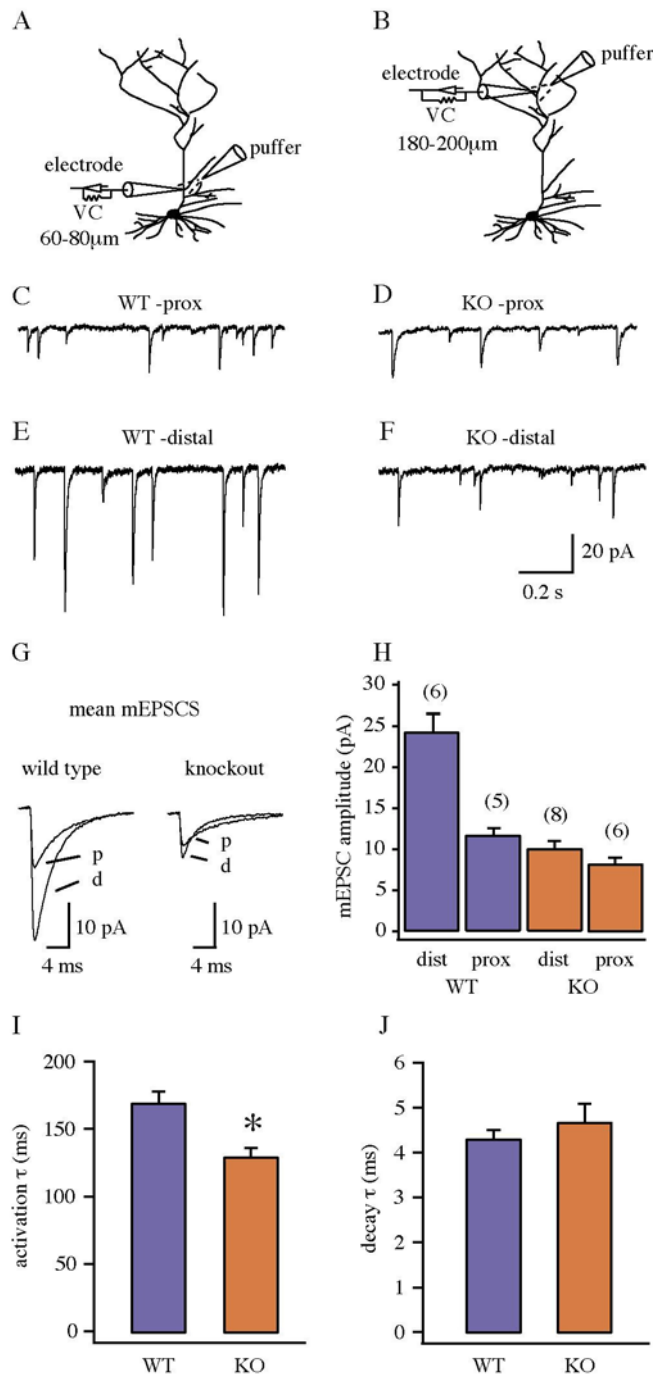 A
electrode
puffer
VC
60-80µm
B
electrode
puffer
VC
180-200µm
C
WT -prox
D
KO -prox
E
WT -distal
F
KO -distal
20 pA
0.2 s
G
mean mEPSCS
wild type
knockout
p
d
10 pA
4 ms
p
d
10 pA
4 ms
H
mEPSC amplitude (pA)
30
25
20
15
10
5
0
(6)
(5)
(8)
(6)
dist prox dist prox
WT KO
I
activation τ (ms)
200
150
100
50
0
*
WT KO
J
decay τ (ms)
6
5
4
3
2
1
0
WT KO